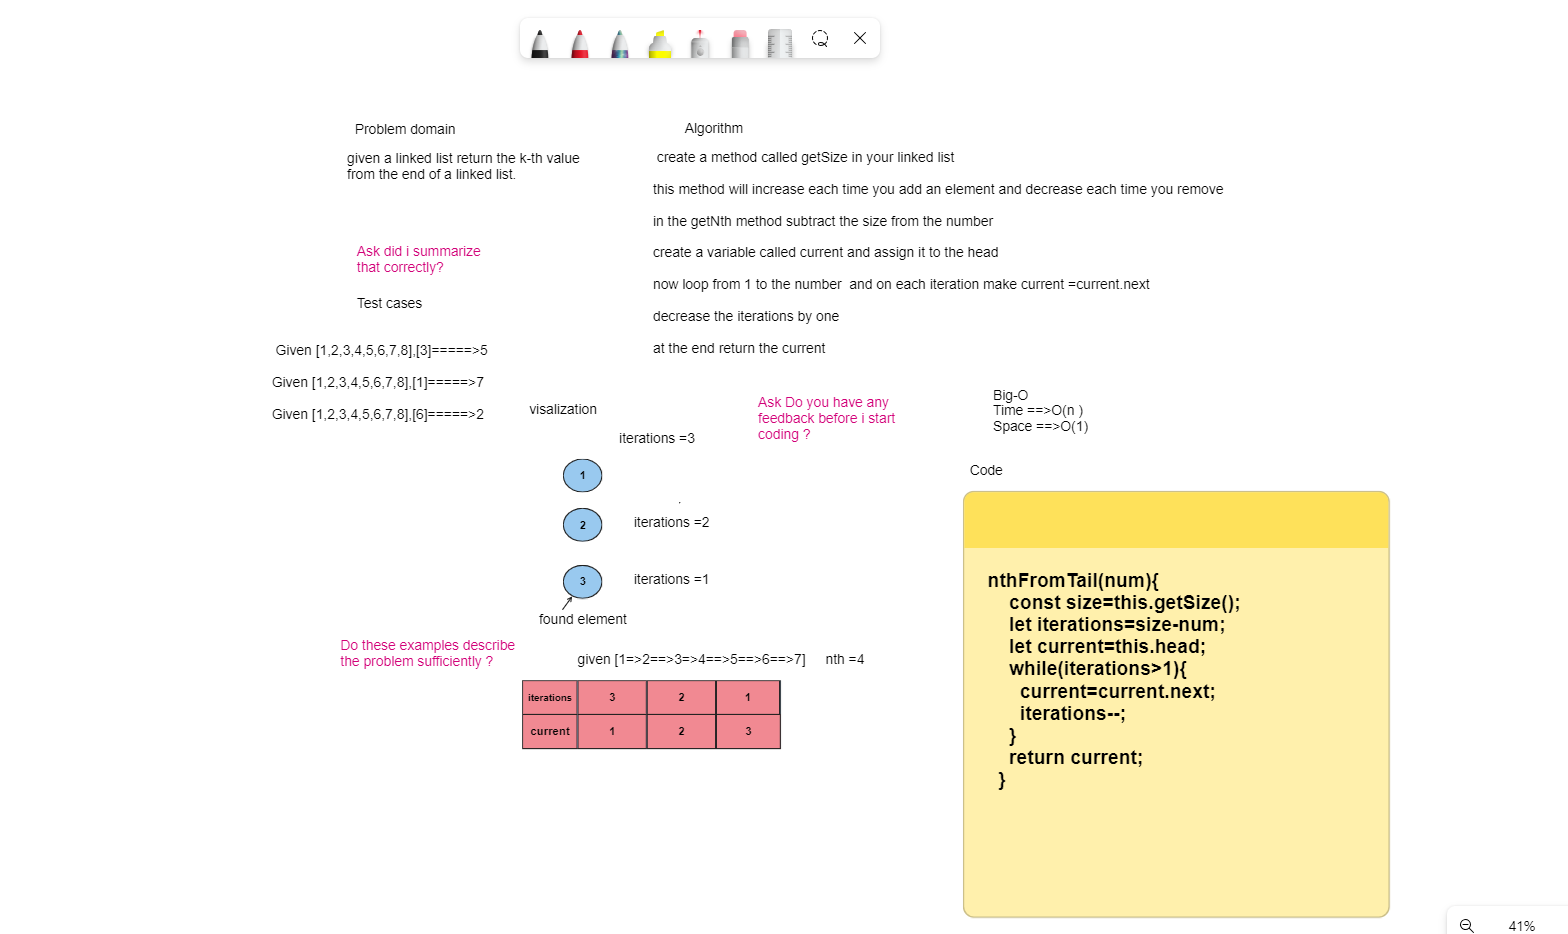 Problem domain
given a linked list return the k-th value
from the end of a linked list.
Ask did i summarize
that correctly?
Test cases
Given [1,2,3,4,5,6,7,8],[3]=====>5
Given [1,2,3,4,5,6,7,8],[1]=====>7
Given [1,2,3,4,5,6,7,8],[6]=====>2
Algorithm
create a method called getSize in your linked list
this method will increase each time you add an element and decrease each time you remove
in the getNth method subtract the size from the number
create a variable called current and assign it to the head
now loop from 1 to the number  and on each iteration make current =current.next
decrease the iterations by one
at the end return the current
visalization
iterations =3
1
2
iterations =2
3
iterations =1
found element
Ask Do you have any
feedback before i start
coding ?
Big-O
Time ==>O(n )
Space ==>O(1)
Do these examples describe
the problem sufficiently ?
given [1=>2==>3=>4==>5==>6==>7]     nth =4
iterations 3 2 1
current 1 2 3
Code
nthFromTail(num){
const size=this.getSize();
let iterations=size-num;
let current=this.head;
while(iterations>1){
current=current.next;
iterations--;
}
return current;
}
41%